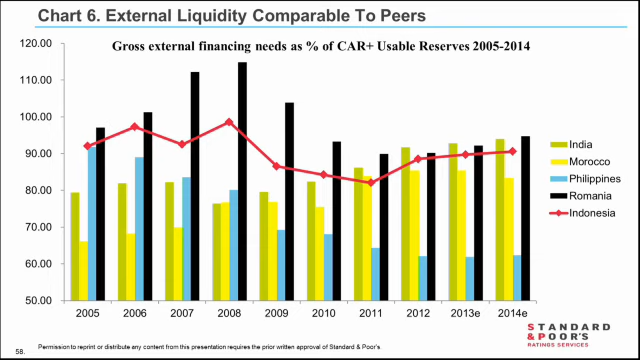 Chart 6. External Liquidity Comparable To Peers
Gross external financing needs as % of CAR+ Usable Reserves 2005-2014
120.00
110.00
100.00
90.00
80.00
70.00
60.00
50.00
2005 2006 2007 2008 2009 2010 2011 2012 2013e 2014e
India
Morocco
Philippines
Romania
Indonesia
STANDARD
& POOR'S
RATINGS SERVICES
58.
Permission to reprint or distribute any content from this presentation requires the prior written approval of Standard & Poor's.